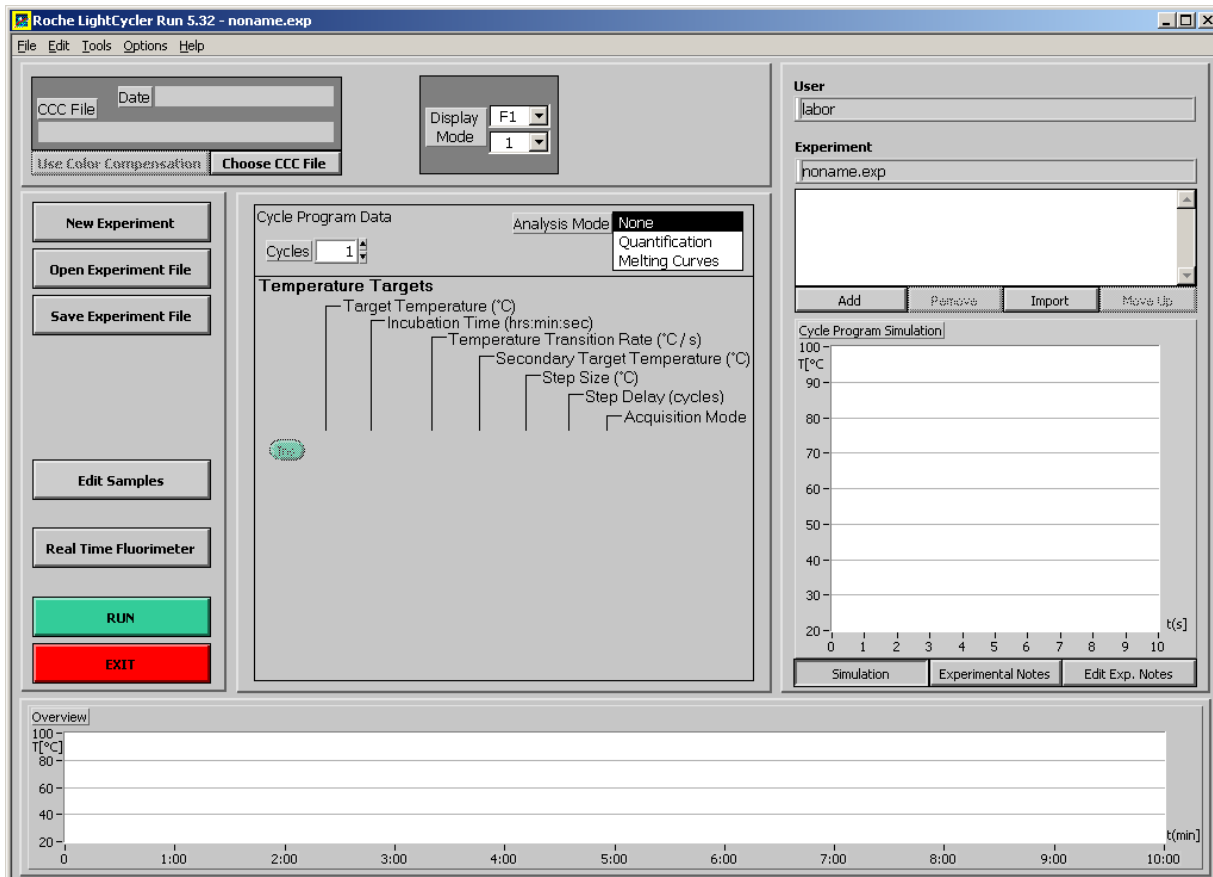 Roche LightCycler Run 5.32 - noname.exp
File Edit Tools Options Help
CCC File
Date
Use Color Compensation
Choose CCC File
Display Mode
F1
1
User
labor
Experiment
noname.exp
Add
Remove
Import
Move Up
New Experiment
Open Experiment File
Save Experiment File
Edit Samples
Real Time Fluorimeter
RUN
EXIT
Cycle Program Data
Cycles 1
Analysis Mode
None
Quantification
Melting Curves
Temperature Targets
Target Temperature (°C)
Incubation Time (hrs:min:sec)
Temperature Transition Rate (°C / s)
Secondary Target Temperature (°C)
Step Size (°C)
Step Delay (cycles)
Acquisition Mode
Ins
Cycle Program Simulation
100
T[°C
90
80
70
60
50
40
30
20
0 1 2 3 4 5 6 7 8 9 10
t(s]
Simulation
Experimental Notes
Edit Exp. Notes
Overview
100
T[°C]
80
60
40
20
0 1:00 2:00 3:00 4:00 5:00 6:00 7:00 8:00 9:00 10:00
t(min]